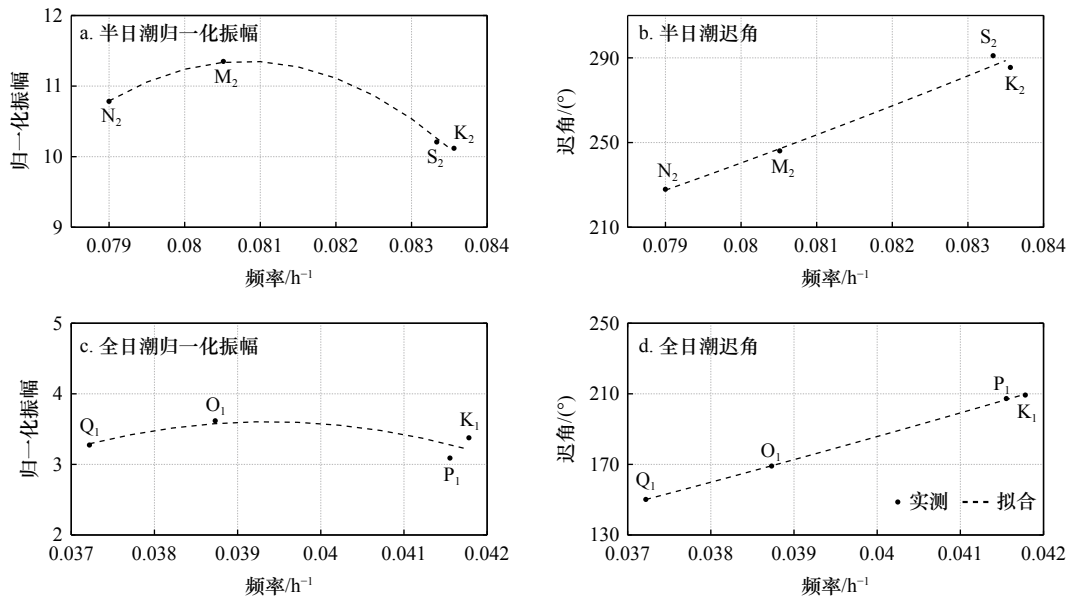 a. 半日潮归一化振幅
归一化振幅
12
11
10
9
N₂
M₂
S₂
K₂
0.079 0.08 0.081 0.082 0.083 0.084
频率/h⁻¹
b. 半日潮迟角
迟角/(°)
290
250
210
N₂
M₂
S₂
K₂
0.079 0.08 0.081 0.082 0.083 0.084
频率/h⁻¹
c. 全日潮归一化振幅
归一化振幅
5
4
3
2
Q₁
O₁
P₁
K₁
0.037 0.038 0.039 0.04 0.041 0.042
频率/h⁻¹
d. 全日潮迟角
迟角/(°)
250
210
170
130
Q₁
O₁
P₁
K₁
实测 拟合
0.037 0.038 0.039 0.04 0.041 0.042
频率/h⁻¹